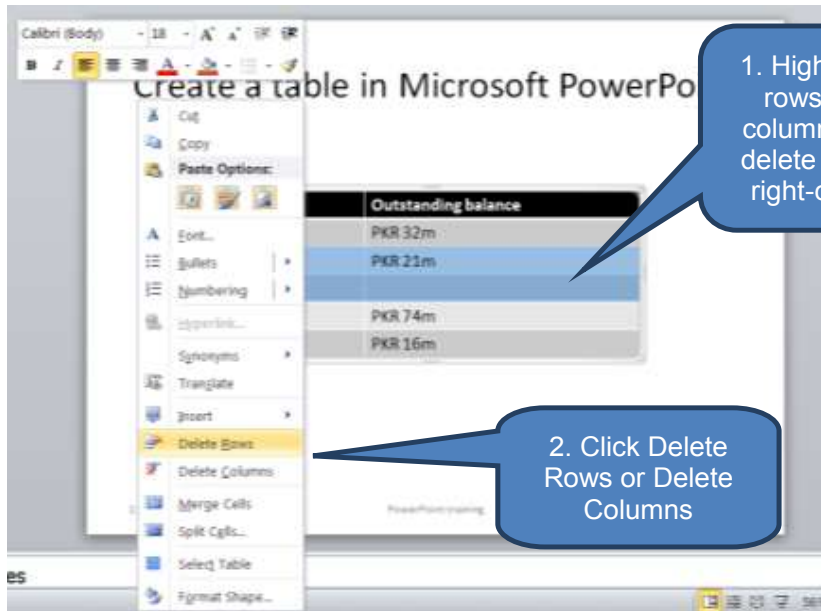 Calibri (Body) 18 A A
B I A
Create a table in Microsoft PowerPo
Cut
Copy
Paste Options:
Font...
Bullets
Numbering
Hyperlink...
Synonyms
Translate
Insert
Delete Rows
Delete Columns
Merge Cells
Split Cells...
Select Table
Format Shape...
Outstanding balance
PKR 32m
PKR 21m
PKR 74m
PKR 16m
1. High
rows
column
delete
right-c
2. Click Delete
Rows or Delete
Columns
PowerPoint training
es